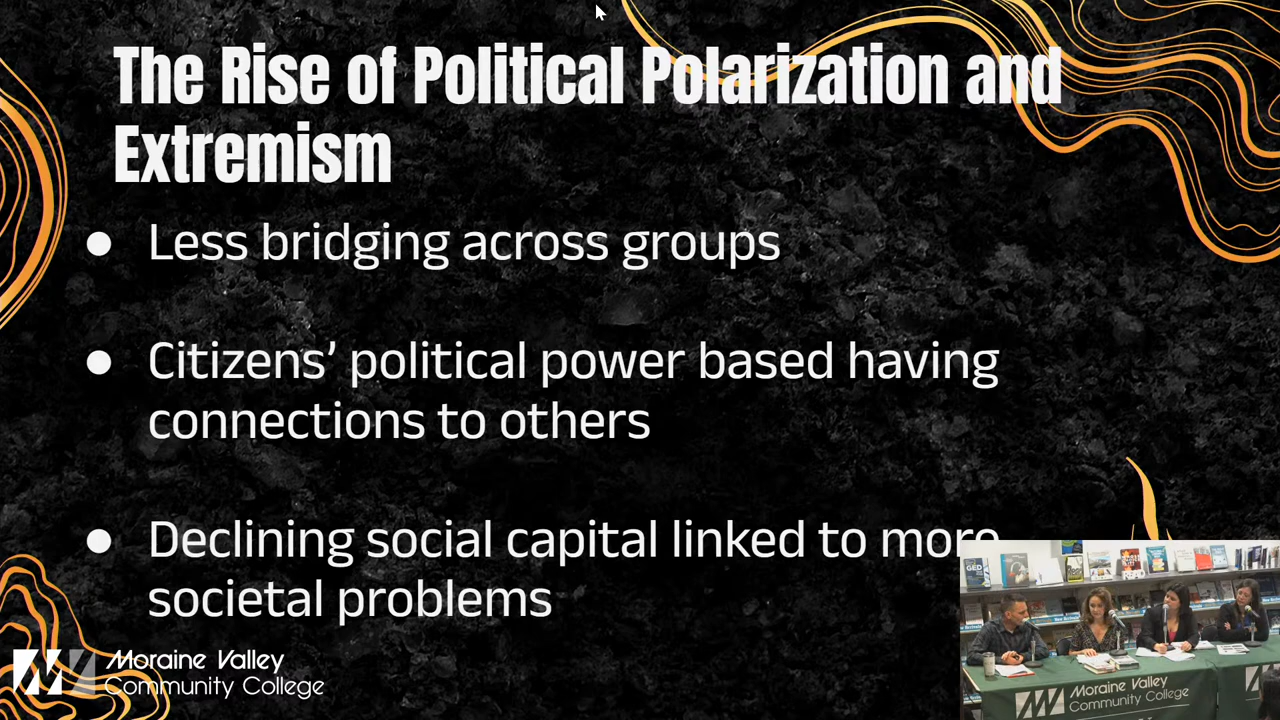 The Rise of Political Polarization and
Extremism
● Less bridging across groups
● Citizens’ political power based having
connections to others
● Declining social capital linked to more
societal problems
Moraine Valley
Community College
GED
Moraine Valley
Community College